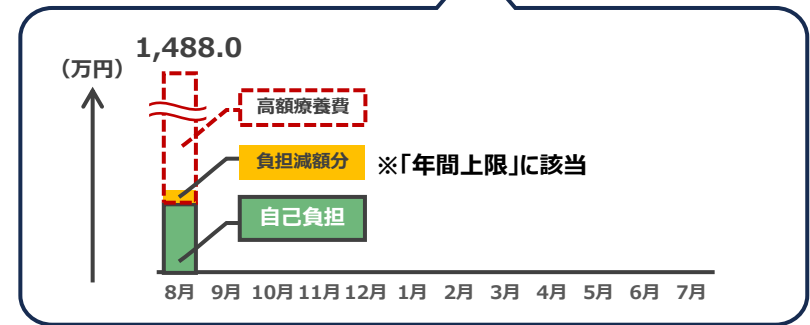 1,488.0
（万円）
高額療養費
負担減額分
※「年間上限」に該当
自己負担
8月 9月 10月 11月 12月 1月 2月 3月 4月 5月 6月 7月